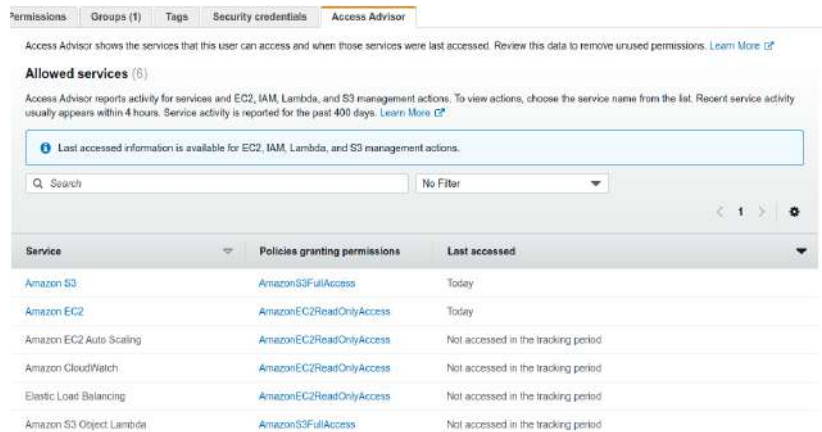 Permissions Groups (1) Tags Security credentials Access Advisor
Access Advisor shows the services that this user can access and when those services were last accessed. Review this data to remove unused permissions. Learn More
Allowed services (6)
Access Advisor reports activity for services and EC2, IAM, Lambda, and S3 management actions. To view actions, choose the service name from the list. Recent service activity
usually appears within 4 hours. Service activity is reported for the past 400 days. Learn More
Last accessed information is available for EC2, IAM, Lambda, and S3 management actions.
Search No Filter
1
Service Policies granting permissions Last accessed
Amazon S3 AmazonS3FullAccess Today
Amazon EC2 AmazonEC2ReadOnlyAccess Today
Amazon EC2 Auto Scaling AmazonEC2ReadOnlyAccess Not accessed in the tracking period
Amazon CloudWatch AmazonEC2ReadOnlyAccess Not accessed in the tracking period
Elastic Load Balancing AmazonEC2ReadOnlyAccess Not accessed in the tracking period
Amazon S3 Object Lambda AmazonS3FullAccess Not accessed in the tracking period